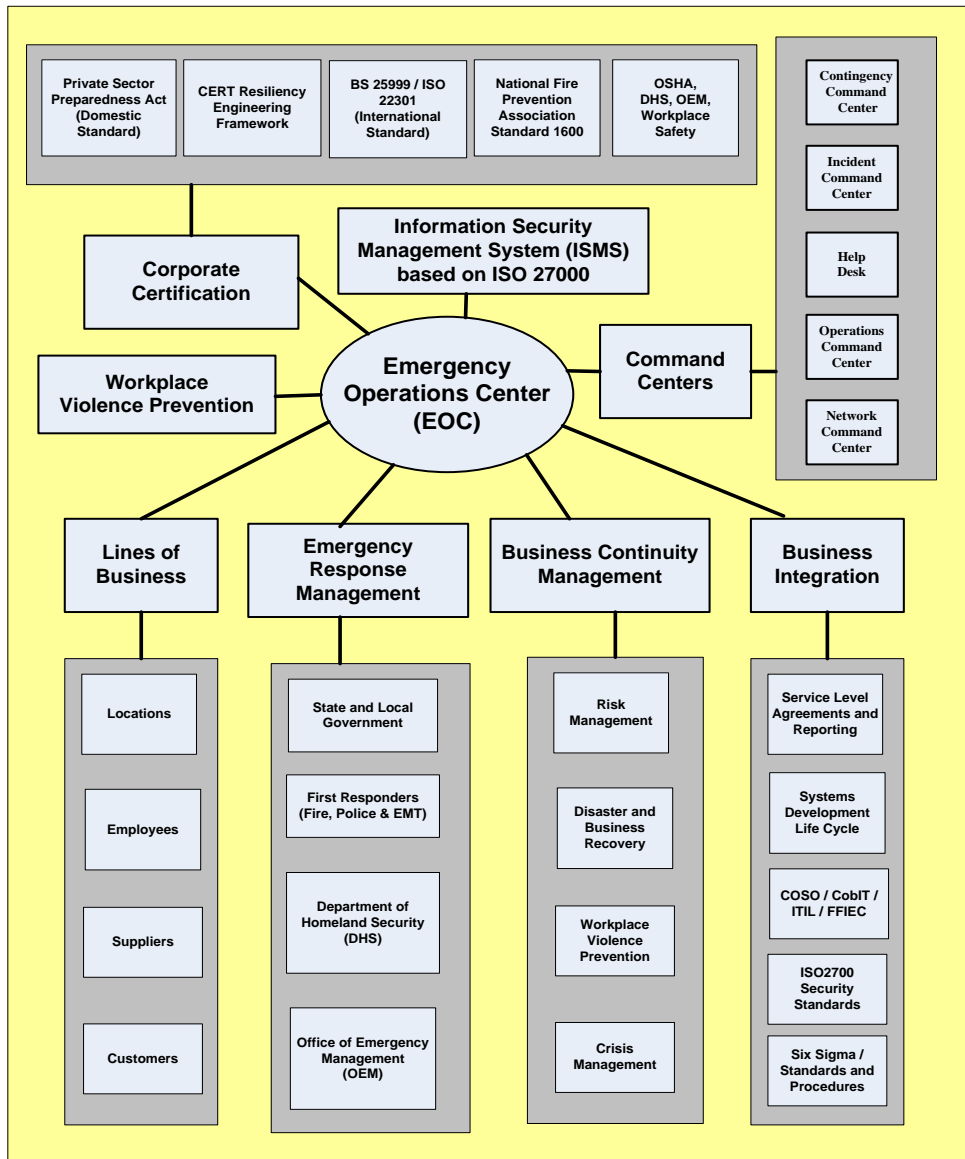 Private Sector
Preparedness Act
(Domestic
Standard)
CERT Resiliency
Engineering
Framework
BS 25999 / ISO
22301
(International
Standard)
National Fire
Prevention
Association
Standard 1600
OSHA,
DHS, OEM,
Workplace
Safety
Contingency
Command
Center
Incident
Command
Center
Help
Desk
Operations
Command
Center
Network
Command
Center
Corporate
Certification
Information Security
Management System (ISMS)
based on ISO 27000
Workplace
Violence Prevention
Emergency
Operations Center
(EOC)
Command
Centers
Lines of
Business
Emergency
Response
Management
Business Continuity
Management
Business
Integration
Locations
Employees
Suppliers
Customers
State and Local
Government
First Responders
(Fire, Police & EMT)
Department of
Homeland Security
(DHS)
Office of Emergency
Management
(OEM)
Risk
Management
Disaster and
Business
Recovery
Workplace
Violence
Prevention
Crisis
Management
Service Level
Agreements and
Reporting
Systems
Development
Life Cycle
COSO / CobIT /
ITIL / FFIEC
ISO2700
Security
Standards
Six Sigma /
Standards and
Procedures